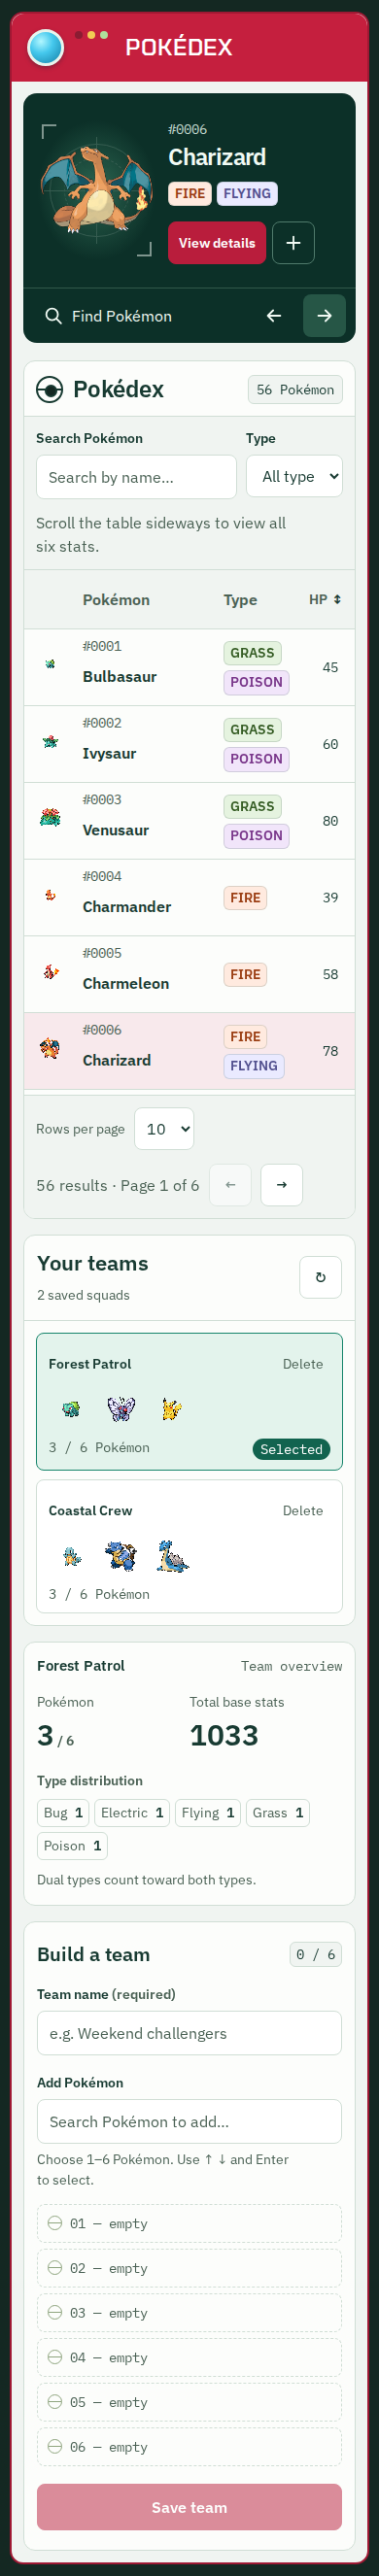 POKÉDEX
#0006
Charizard
FIRE FLYING
View details +
Find Pokémon ← →
Pokédex 56 Pokémon
Search Pokémon Type
Search by name... All type
Scroll the table sideways to view all
six stats.
Pokémon Type HP ↕
#0001
Bulbasaur
GRASS
POISON
45
#0002
Ivysaur
GRASS
POISON
60
#0003
Venusaur
GRASS
POISON
80
#0004
Charmander
FIRE
39
#0005
Charmeleon
FIRE
58
#0006
Charizard
FIRE
FLYING
78
Rows per page 10
56 results · Page 1 of 6 ← →
Your teams
2 saved squads
↻
Forest Patrol Delete
3 / 6 Pokémon Selected
Coastal Crew Delete
3 / 6 Pokémon
Forest Patrol Team overview
Pokémon Total base stats
3 / 6 1033
Type distribution
Bug 1 Electric 1 Flying 1 Grass 1
Poison 1
Dual types count toward both types.
Build a team 0 / 6
Team name (required)
e.g. Weekend challengers
Add Pokémon
Search Pokémon to add...
Choose 1–6 Pokémon. Use ↑ ↓ and Enter
to select.
01 — empty
02 — empty
03 — empty
04 — empty
05 — empty
06 — empty
Save team